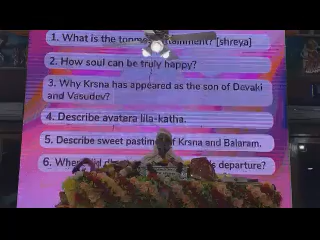 1. What is the [shreya]
2. How soul can be truly happy?
3. Why Krsna has appeared as the son of Devaki
and Vasudev?
4. Describe avatara lila-katha.
5. Describe sweet pastimes of Krsna and Balaram.
6. departure?